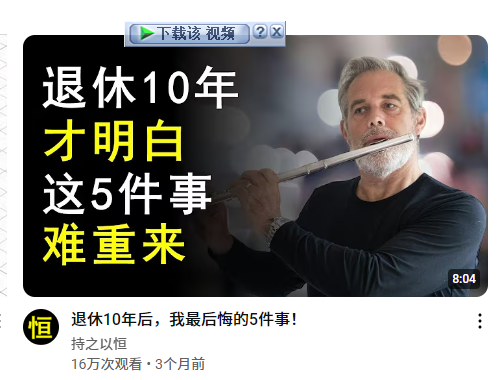 下载该 视频 ? X
退休10年
才明白
这5件事
难重来
8:04
恒
退休10年后，我最后悔的5件事！
持之以恒
16万次观看 • 3个月前